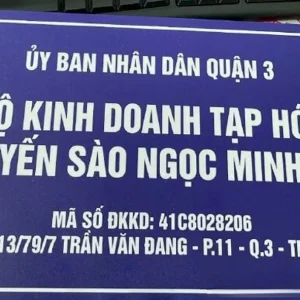 ỦY BAN NHÂN DÂN QUẬN 3
Ộ KINH DOANH TẠP HÓ
YẾN SÀO NGỌC MINH
MÃ SỐ ĐKKD: 41C8028206
13/79/7 TRẦN VĂN ĐANG - P.11 - Q.3 - T